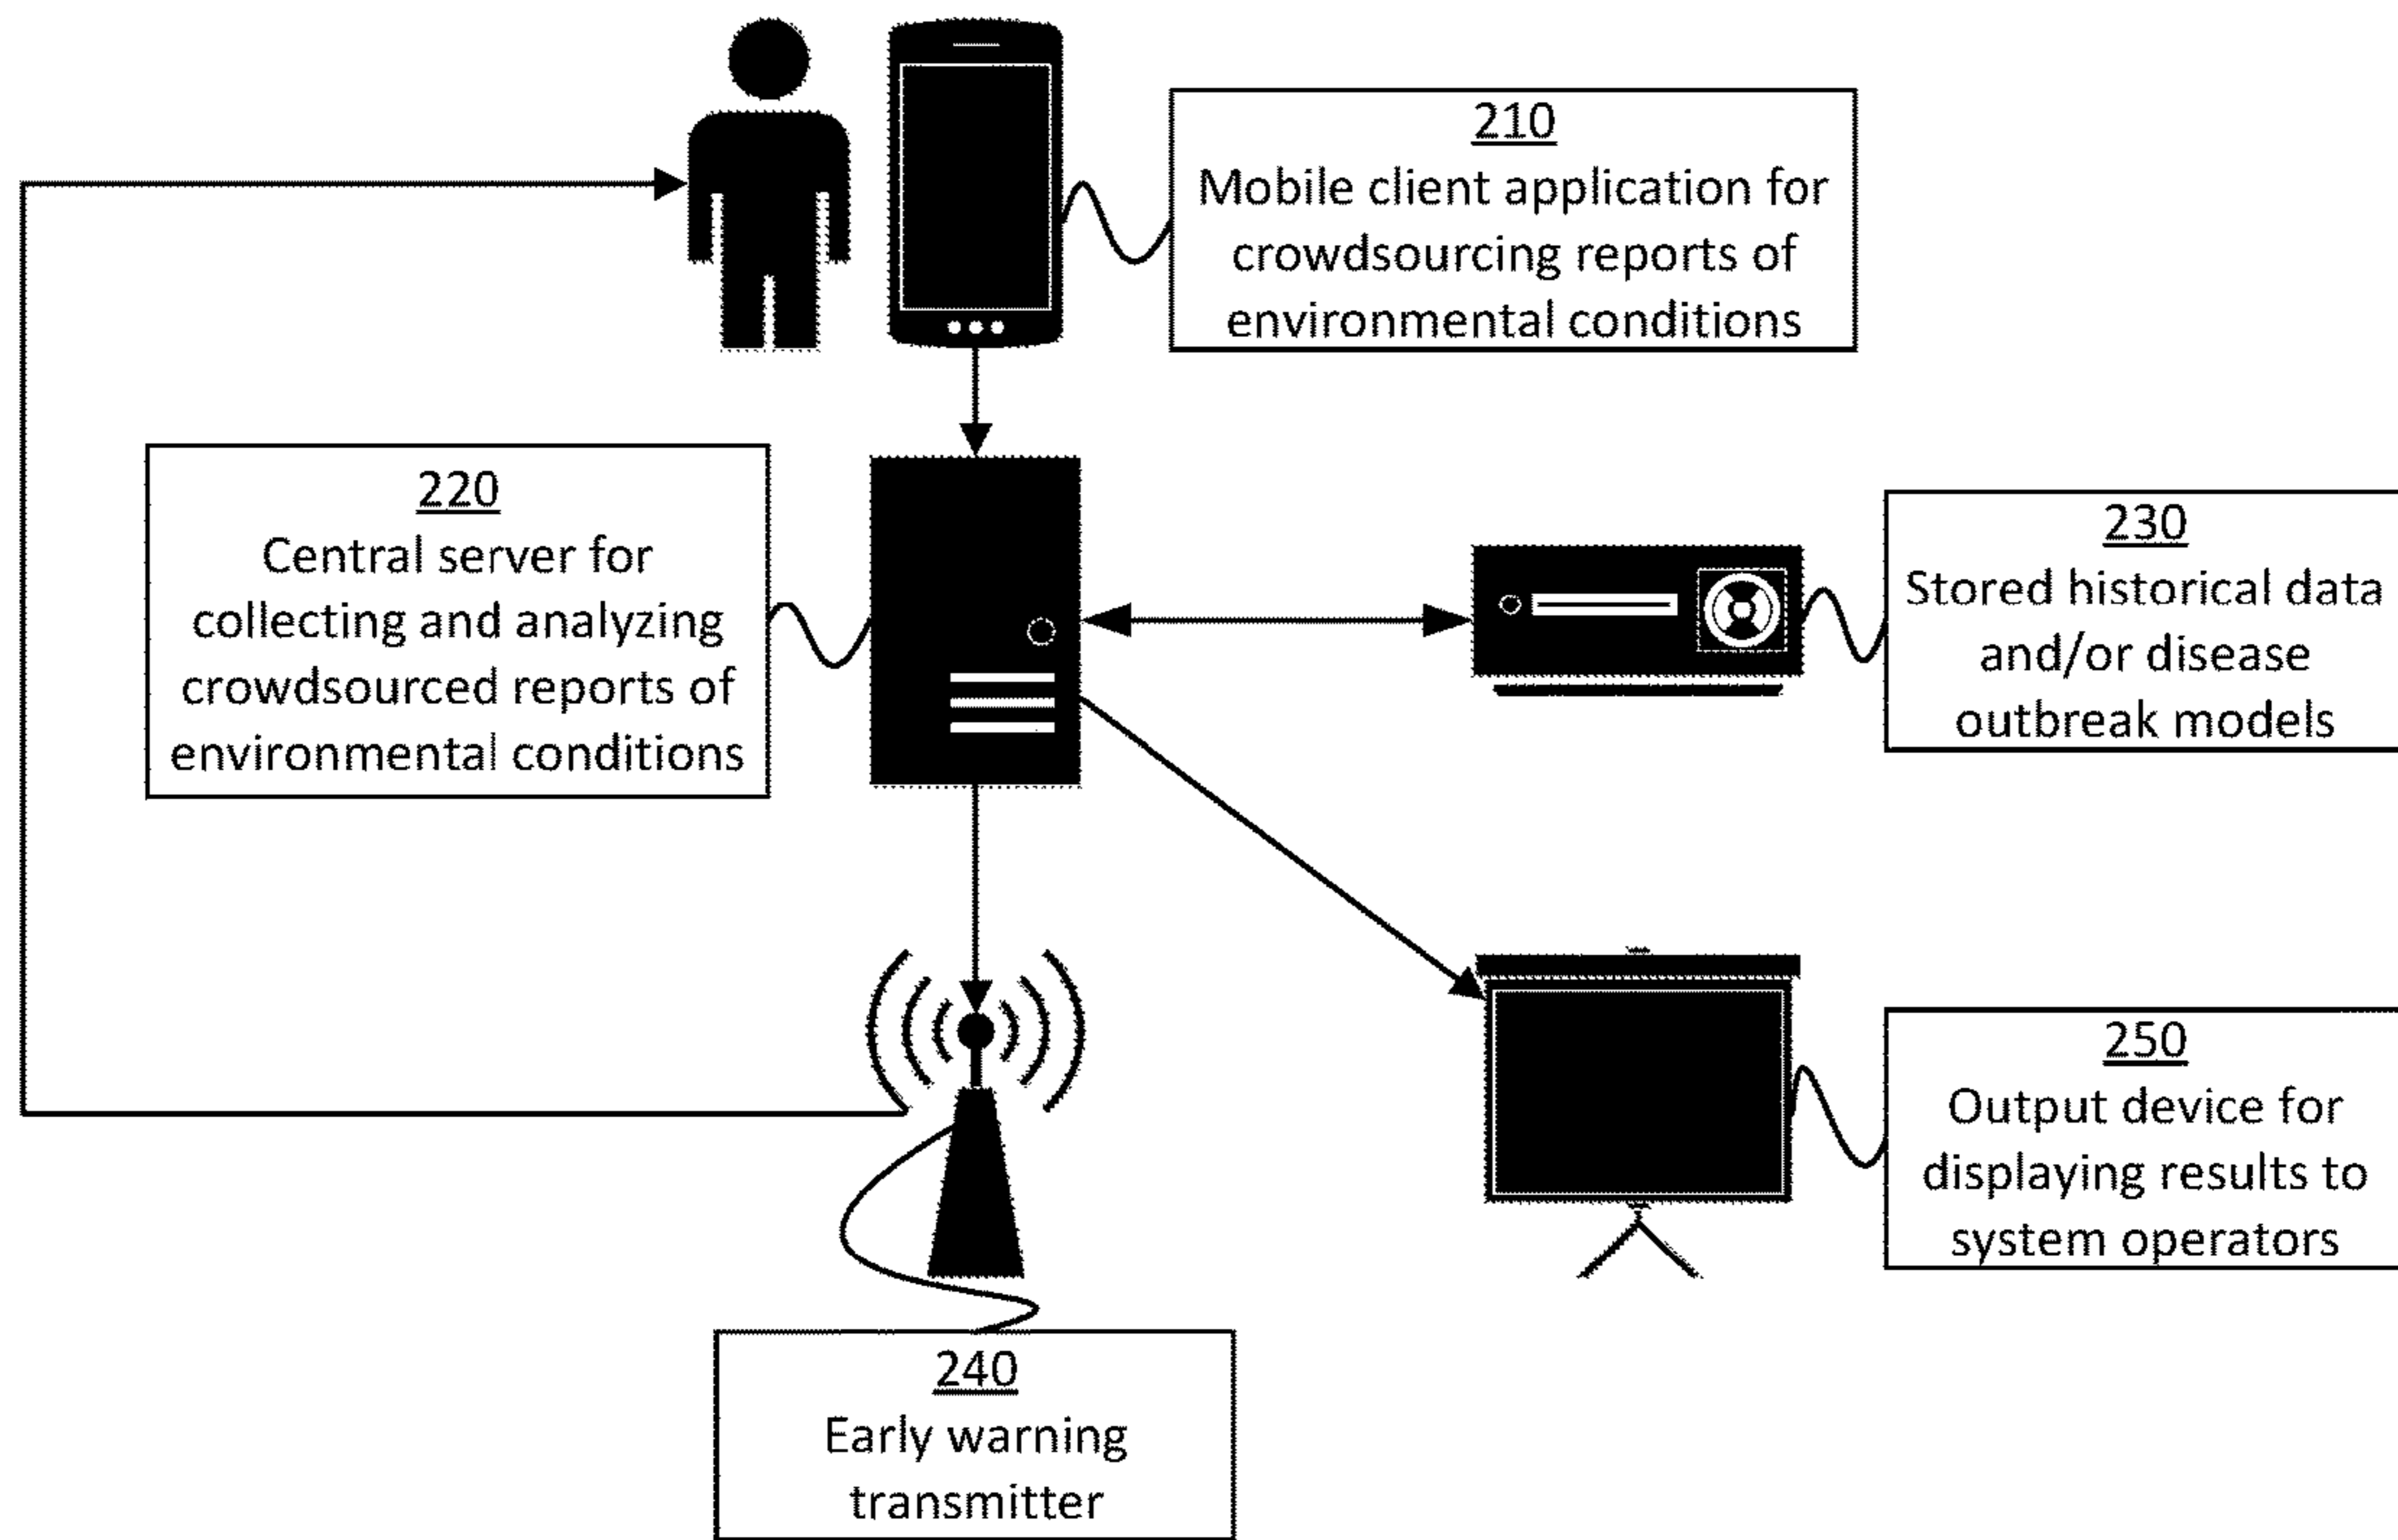 210
Mobile client application for
crowdsourcing reports of
environmental conditions
220
Central server for
collecting and analyzing
crowdsourced reports of
environmental conditions
230
Stored historical data
and/or disease
outbreak models
250
Output device for
displaying results to
system operators
240
Early warning
transmitter